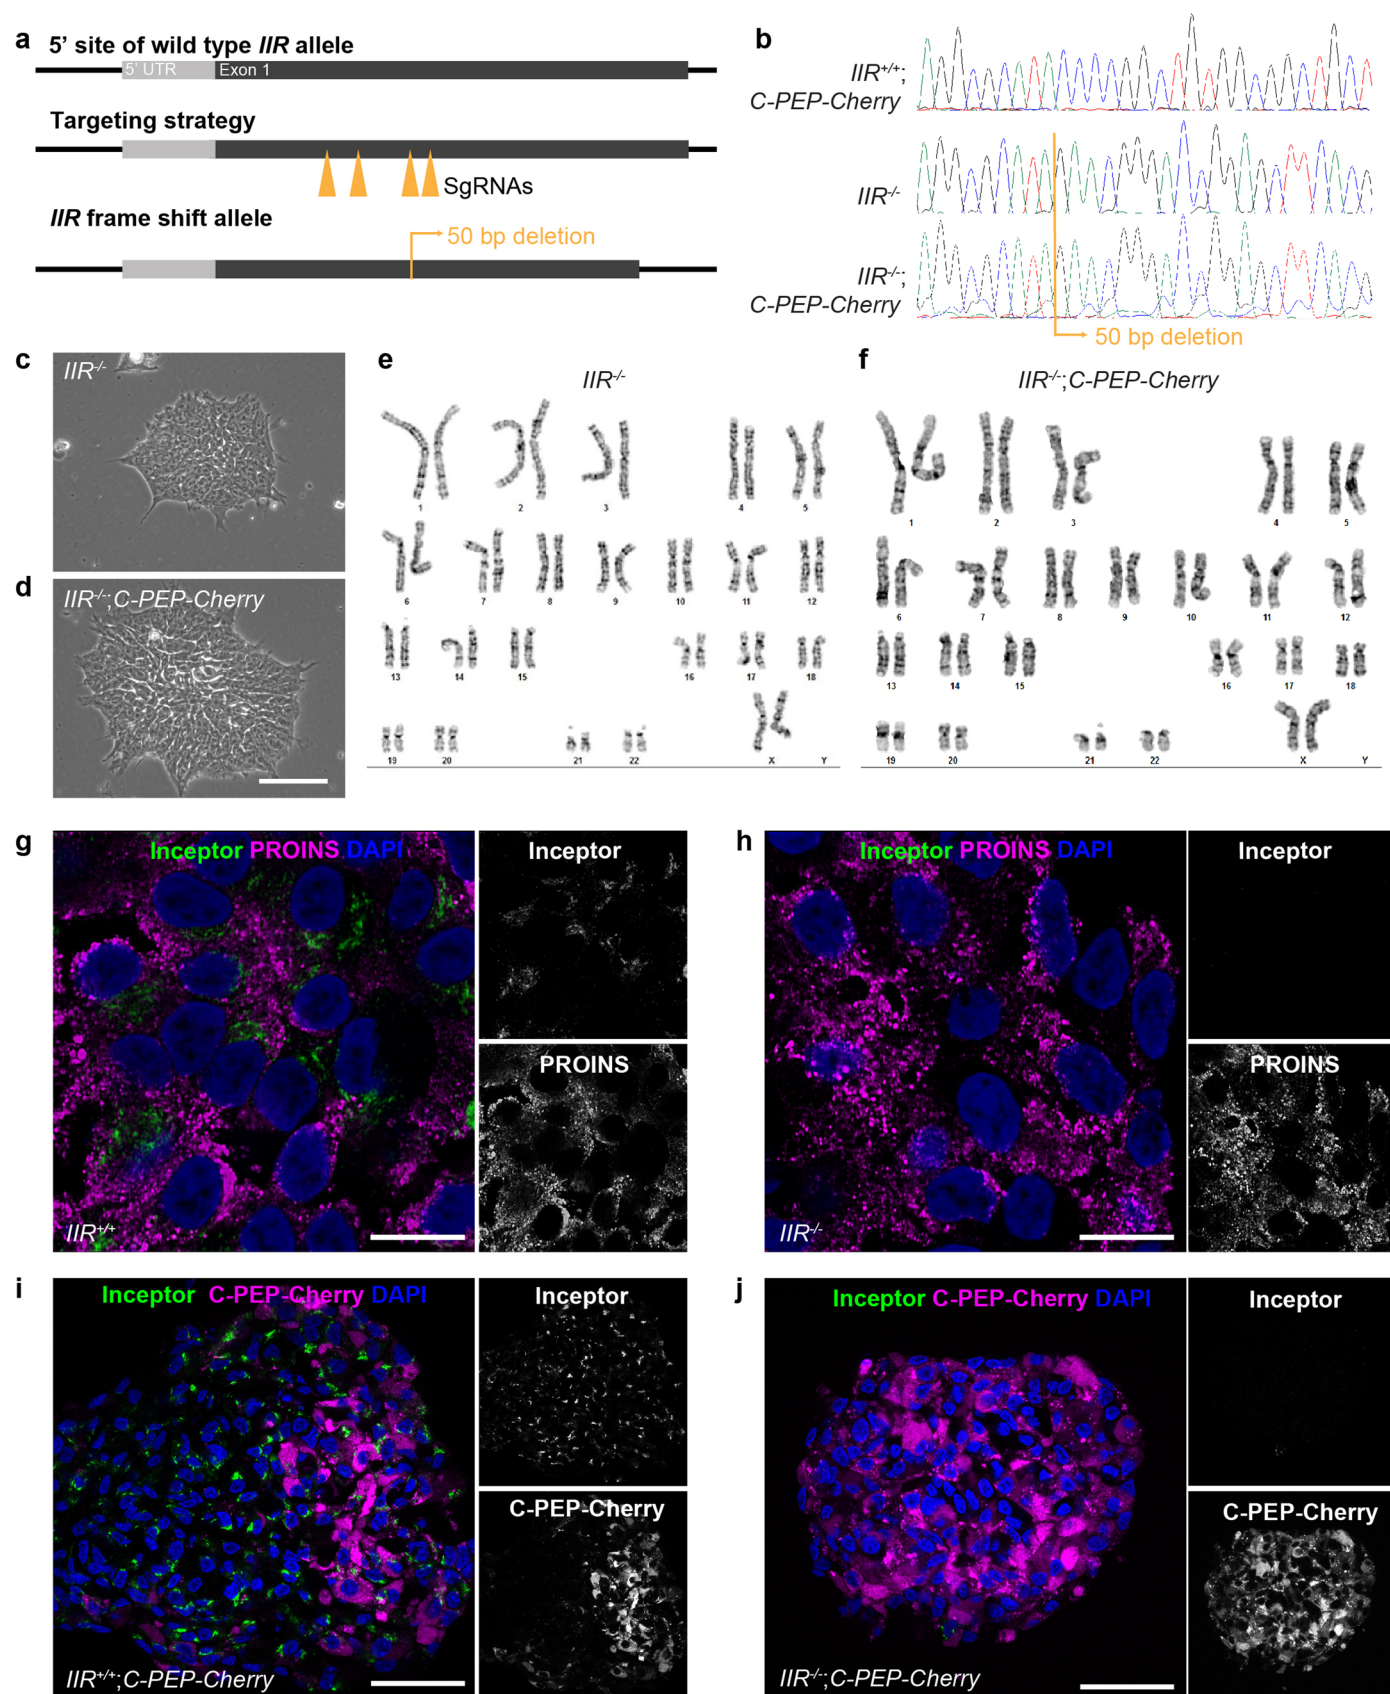 a
5' site of wild type IIR allele
5' UTR
Exon 1
Targeting strategy
SgRNAs
IIR frame shift allele
50 bp deletion
b
IIR+/+;
C-PEP-Cherry
IIR-/-
IIR-/-;
C-PEP-Cherry
50 bp deletion
c
IIR-/-
d
IIR-/-;C-PEP-Cherry
e
IIR-/-
1 2 3 4 5
6 7 8 9 10 11 12
13 14 15 16 17 18
19 20 21 22 X Y
f
IIR-/-;C-PEP-Cherry
1 2 3 4 5
6 7 8 9 10 11 12
13 14 15 16 17 18
19 20 21 22 X Y
g
Inceptor PROINS DAPI
IIR+/+
Inceptor
PROINS
h
Inceptor PROINS DAPI
IIR-/-
Inceptor
PROINS
i
Inceptor C-PEP-Cherry DAPI
IIR+/+;C-PEP-Cherry
Inceptor
C-PEP-Cherry
j
Inceptor C-PEP-Cherry DAPI
IIR-/-;C-PEP-Cherry
Inceptor
C-PEP-Cherry